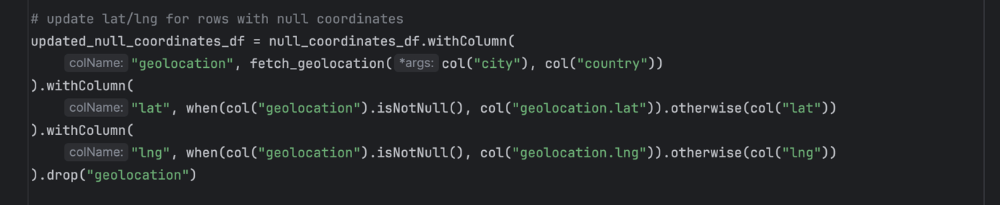 # update lat/lng for rows with null coordinates
updated_null_coordinates_df = null_coordinates_df.withColumn(
colName: "geolocation", fetch_geolocation( *args: col("city"), col("country"))
).withColumn(
colName: "lat", when(col("geolocation").isNotNull(), col("geolocation.lat")).otherwise(col("lat"))
).withColumn(
colName: "lng", when(col("geolocation").isNotNull(), col("geolocation.lng")).otherwise(col("lng"))
).drop("geolocation")